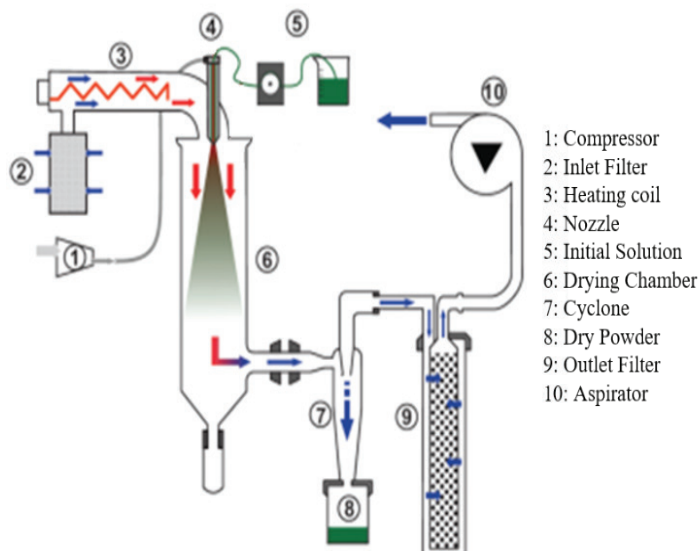 4
5
3
10
2
1
6
7
9
8
1: Compressor
2: Inlet Filter
3: Heating coil
4: Nozzle
5: Initial Solution
6: Drying Chamber
7: Cyclone
8: Dry Powder
9: Outlet Filter
10: Aspirator